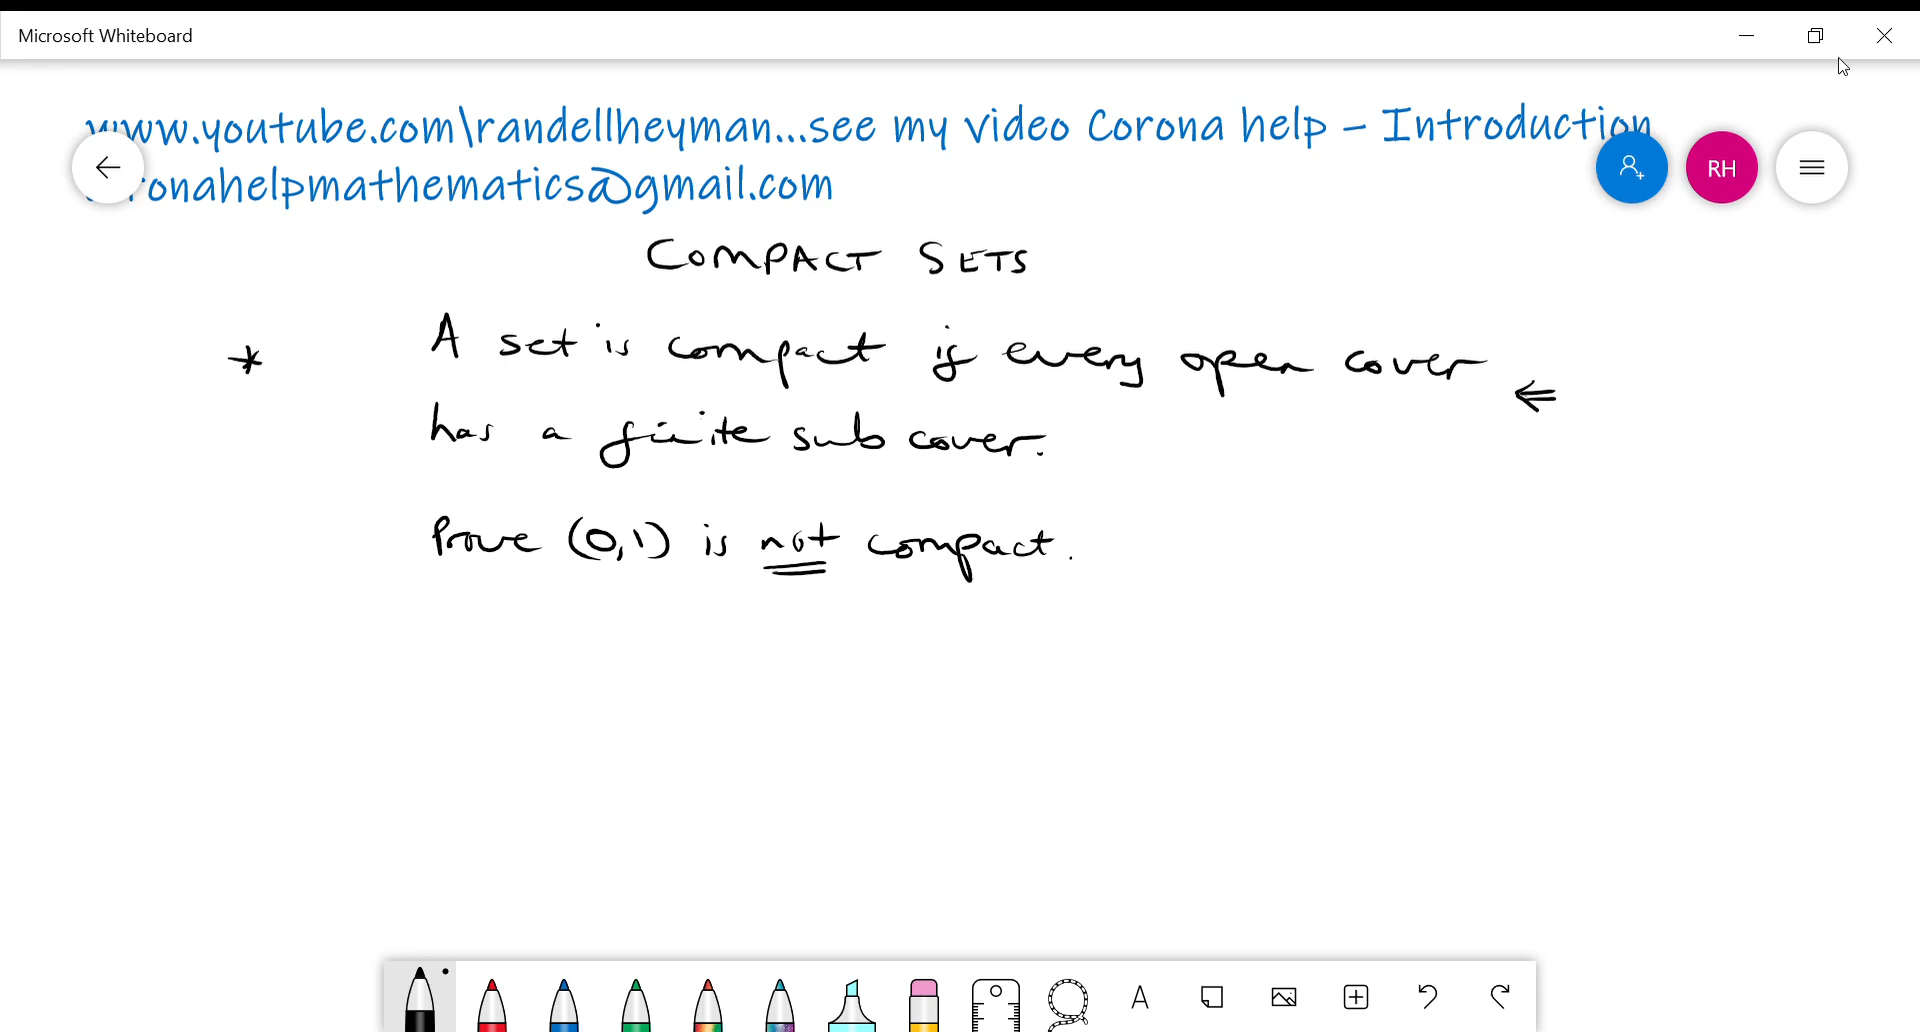 Microsoft Whiteboard
www.youtube.com\randellheyman...see my video Corona help - Introduction
ronahelpmathematics@gmail.com
RH
COMPACT SETS
* A set is compact if every open cover
has a finite sub cover. ⇐
Prove (0,1) is not compact.
A